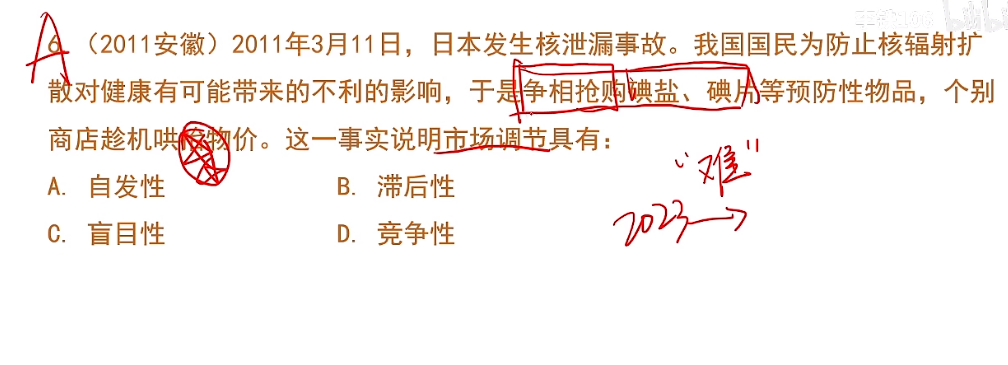 A
6. （2011安徽）2011年3月11日，日本发生核泄漏事故。我国国民为防止核辐射扩
散对健康有可能带来的不利的影响，于是争相抢购碘盐、碘片等预防性物品，个别
商店趁机哄抬物价。这一事实说明市场调节具有：
A. 自发性 B. 滞后性
C. 盲目性 D. 竞争性
“难”
2023